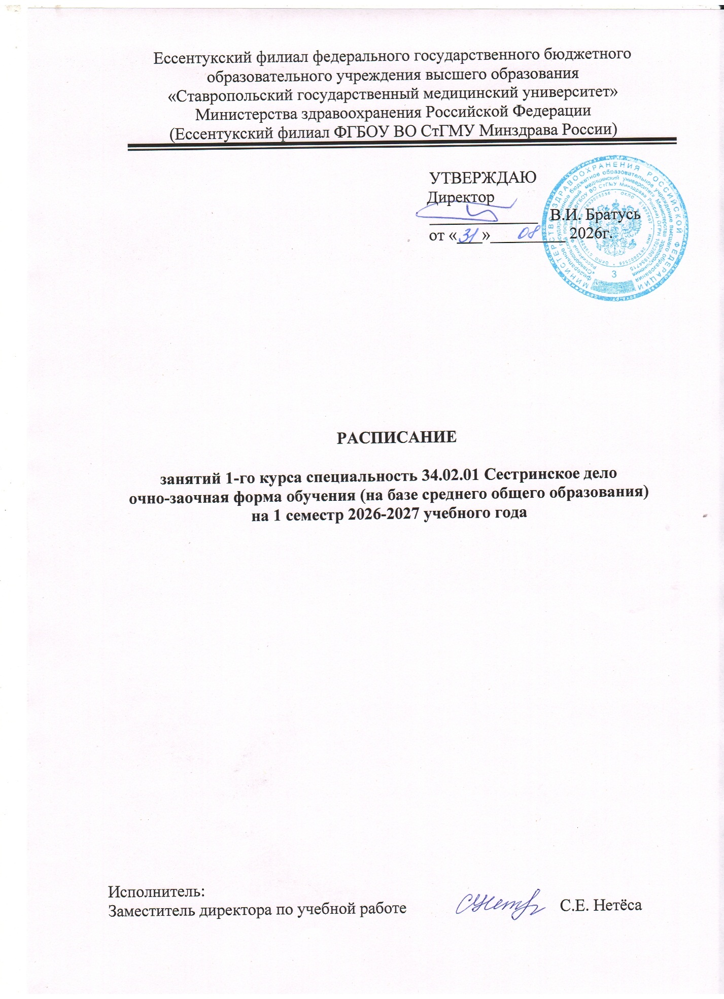 Ессентукский филиал федерального государственного бюджетного
образовательного учреждения высшего образования
«Ставропольский государственный медицинский университет»
Министерства здравоохранения Российской Федерации
(Ессентукский филиал ФГБОУ ВО СтГМУ Минздрава России)
УТВЕРЖДАЮ
Директор
В.И. Братусь
от «31» 08 2026г.
МИНИСТЕРСТВО ЗДРАВООХРАНЕНИЯ РОССИЙСКОЙ ФЕДЕРАЦИИ
3
РАСПИСАНИЕ
занятий 1-го курса специальность 34.02.01 Сестринское дело
очно-заочная форма обучения (на базе среднего общего образования)
на 1 семестр 2026-2027 учебного года
Исполнитель:
Заместитель директора по учебной работе С.Е. Нетёса